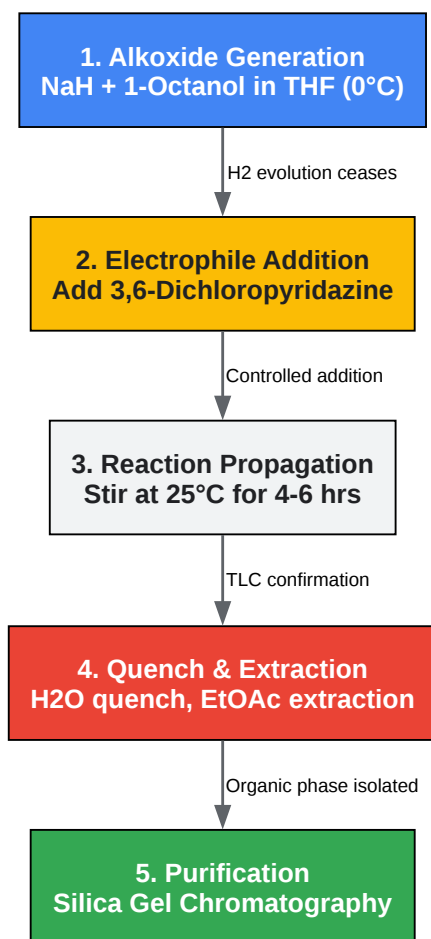 1. Alkoxide Generation
NaH + 1-Octanol in THF (0°C)
H2 evolution ceases
2. Electrophile Addition
Add 3,6-Dichloropyridazine
Controlled addition
3. Reaction Propagation
Stir at 25°C for 4-6 hrs
TLC confirmation
4. Quench & Extraction
H2O quench, EtOAc extraction
Organic phase isolated
5. Purification
Silica Gel Chromatography